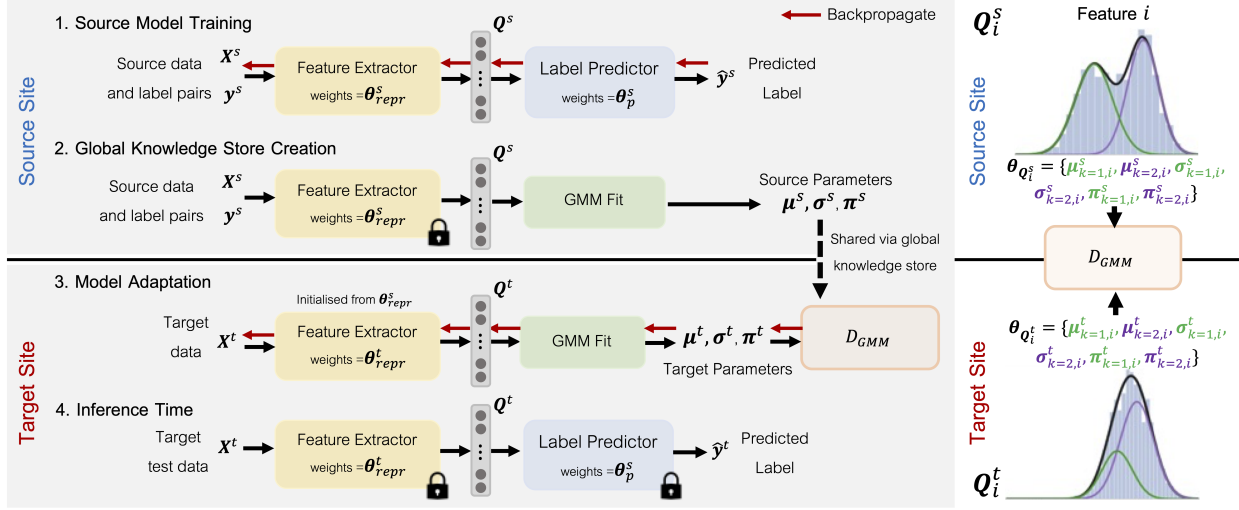 1. Source Model Training
Q^s
Backpropagate
Source data
and label pairs
X^s
y^s
Feature Extractor
weights =θ^s_repr
Label Predictor
weights =θ^s_p
ŷ^s
Predicted
Label
Source Site
2. Global Knowledge Store Creation
Q^s
Source data
and label pairs
X^s
y^s
Feature Extractor
weights =θ^s_repr
GMM Fit
Source Parameters
μ^s, σ^s, π^s
Shared via global
knowledge store
3. Model Adaptation
Q^t
Initialised from θ^s_repr
Target
data
X^t
Feature Extractor
weights =θ^t_repr
GMM Fit
μ^t, σ^t, π^t
Target Parameters
D_GMM
Target Site
4. Inference Time
Q^t
Target
test data
X^t
Feature Extractor
weights =θ^t_repr
Label Predictor
weights =θ^s_p
ŷ^t
Predicted
Label
Q^s_i
Feature i
Source Site
θ_{Q^s_i} = {μ^s_{k=1,i}, μ^s_{k=2,i}, σ^s_{k=1,i},
σ^s_{k=2,i}, π^s_{k=1,i}, π^s_{k=2,i}}
D_GMM
θ_{Q^t_i} = {μ^t_{k=1,i}, μ^t_{k=2,i}, σ^t_{k=1,i},
σ^t_{k=2,i}, π^t_{k=1,i}, π^t_{k=2,i}}
Target Site
Q^t_i